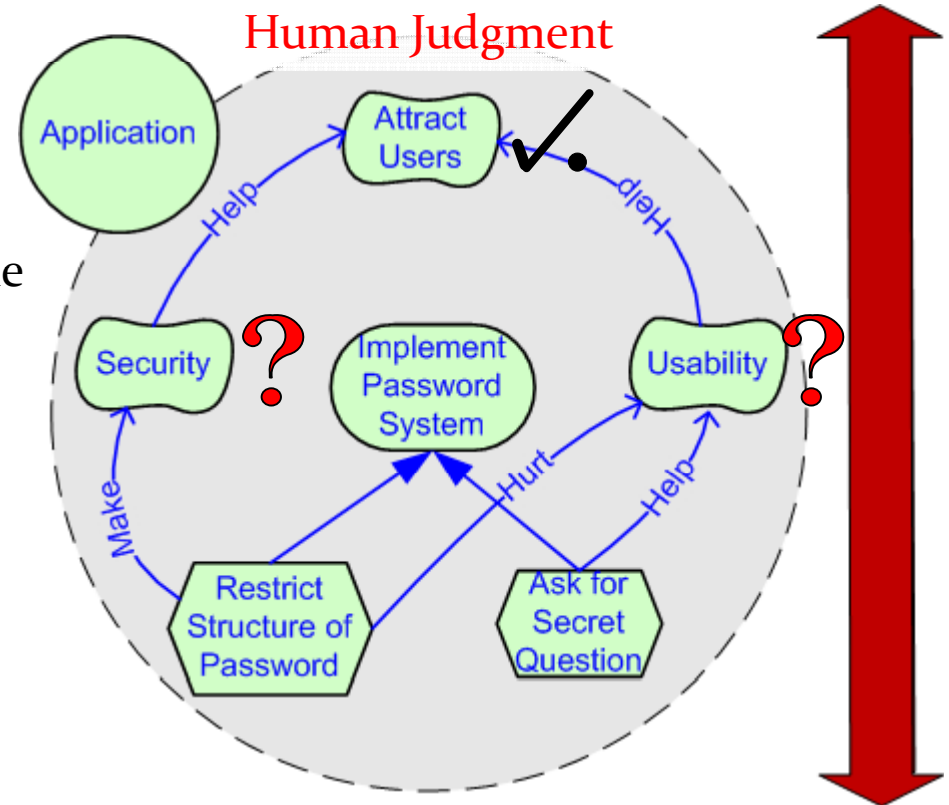 Human Judgment
Application
Attract
Users
Help
Help
e
Security
?
Implement
Password
System
Usability
?
Make
Hurt
Help
Restrict
Structure of
Password
Ask for
Secret
Question